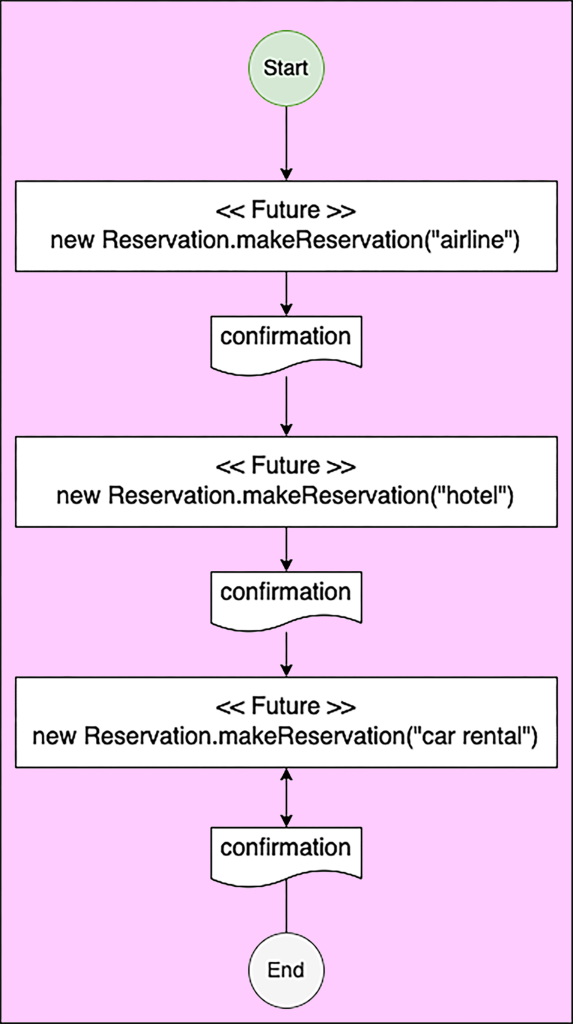 Start
<< Future >>
new Reservation.makeReservation("airline")
confirmation
<< Future >>
new Reservation.makeReservation("hotel")
confirmation
<< Future >>
new Reservation.makeReservation("car rental")
confirmation
End